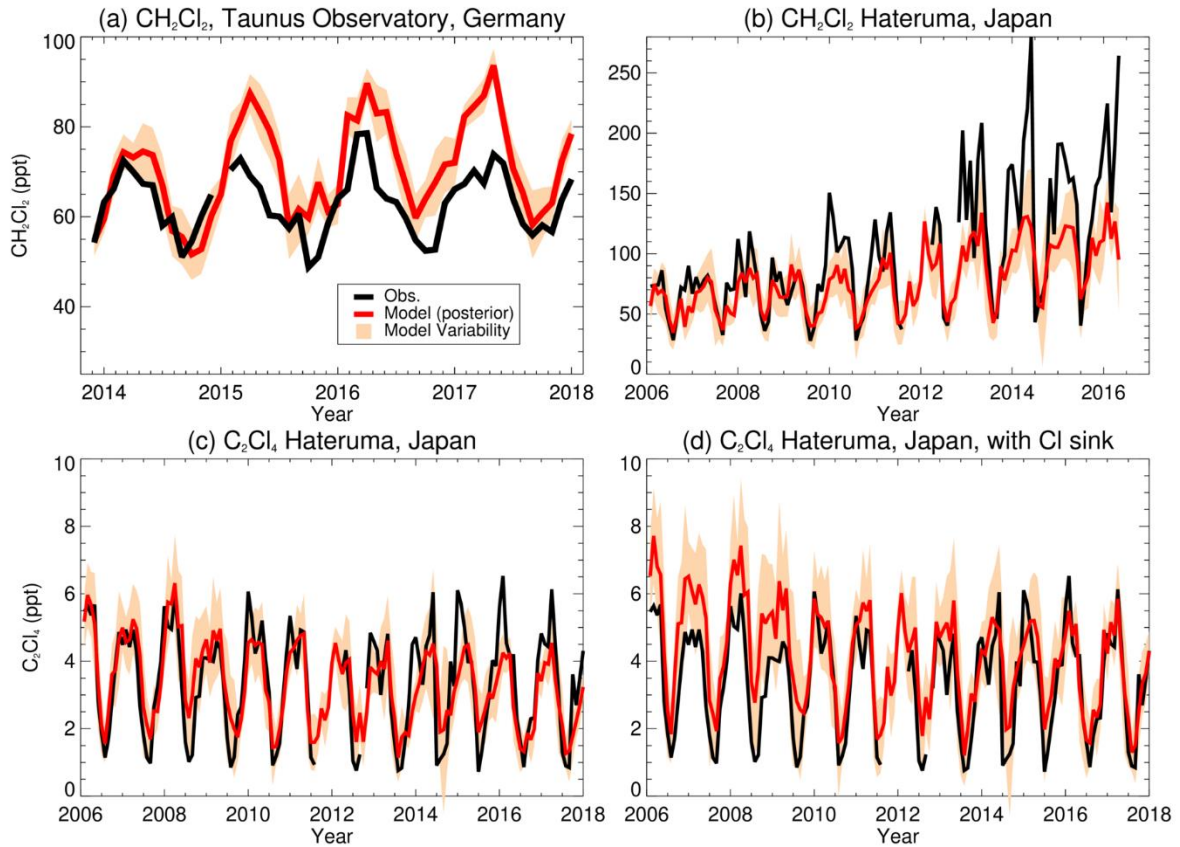 (a) CH₂Cl₂, Taunus Observatory, Germany
100
80
60
40
CH₂Cl₂ (ppt)
2014 2015 2016 2017 2018
Year
Obs.
Model (posterior)
Model Variability
(b) CH₂Cl₂ Hateruma, Japan
250
200
150
100
50
0
2006 2008 2010 2012 2014 2016
Year
(c) C₂Cl₄ Hateruma, Japan
10
8
6
4
2
0
C₂Cl₄ (ppt)
2006 2008 2010 2012 2014 2016 2018
Year
(d) C₂Cl₄ Hateruma, Japan, with Cl sink
10
8
6
4
2
0
2006 2008 2010 2012 2014 2016 2018
Year